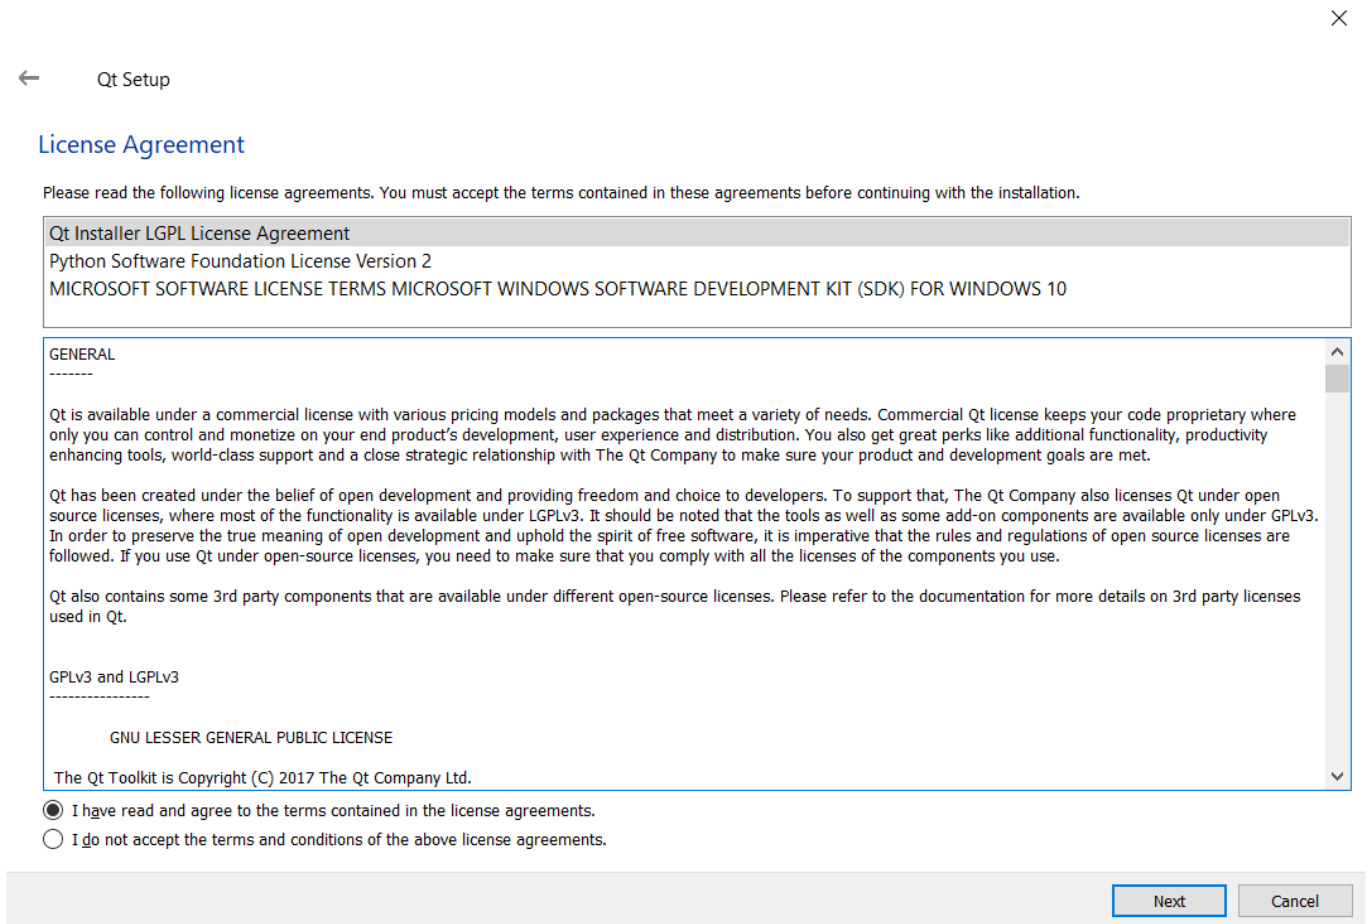 Qt Setup
License Agreement
Please read the following license agreements. You must accept the terms contained in these agreements before continuing with the installation.
Qt Installer LGPL License Agreement
Python Software Foundation License Version 2
MICROSOFT SOFTWARE LICENSE TERMS MICROSOFT WINDOWS SOFTWARE DEVELOPMENT KIT (SDK) FOR WINDOWS 10
GENERAL
-------
Qt is available under a commercial license with various pricing models and packages that meet a variety of needs. Commercial Qt license keeps your code proprietary where
only you can control and monetize on your end product’s development, user experience and distribution. You also get great perks like additional functionality, productivity
enhancing tools, world-class support and a close strategic relationship with The Qt Company to make sure your product and development goals are met.
Qt has been created under the belief of open development and providing freedom and choice to developers. To support that, The Qt Company also licenses Qt under open
source licenses, where most of the functionality is available under LGPLv3. It should be noted that the tools as well as some add-on components are available only under GPLv3.
In order to preserve the true meaning of open development and uphold the spirit of free software, it is imperative that the rules and regulations of open source licenses are
followed. If you use Qt under open-source licenses, you need to make sure that you comply with all the licenses of the components you use.
Qt also contains some 3rd party components that are available under different open-source licenses. Please refer to the documentation for more details on 3rd party licenses
used in Qt.
GPLv3 and LGPLv3
----------------
GNU LESSER GENERAL PUBLIC LICENSE
The Qt Toolkit is Copyright (C) 2017 The Qt Company Ltd.
I have read and agree to the terms contained in the license agreements.
I do not accept the terms and conditions of the above license agreements.
Next
Cancel